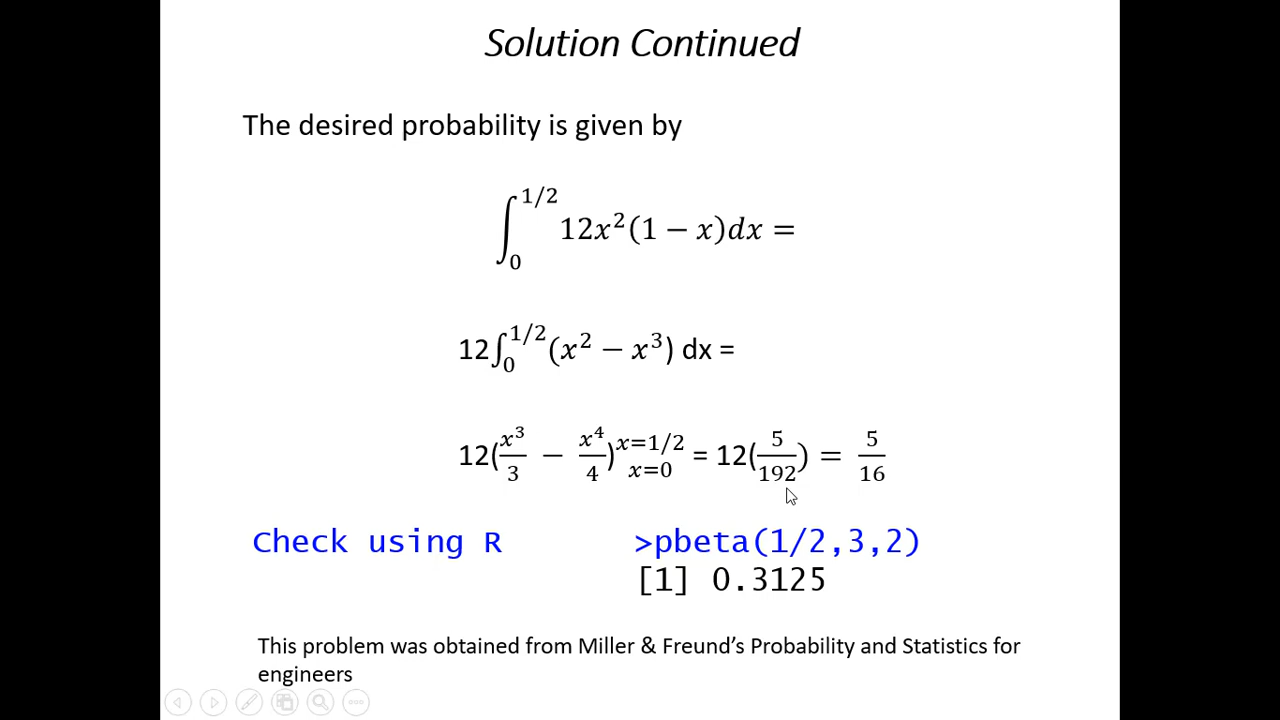 Solution Continued
The desired probability is given by
∫₀^{1/2} 12x²(1 − x)dx =
12∫₀^{1/2}(x² − x³) dx =
12(x³/3 − x⁴/4)^{x=1/2}_{x=0} = 12(5/192) = 5/16
Check using R >pbeta(1/2,3,2)
[1] 0.3125
This problem was obtained from Miller & Freund’s Probability and Statistics for
engineers